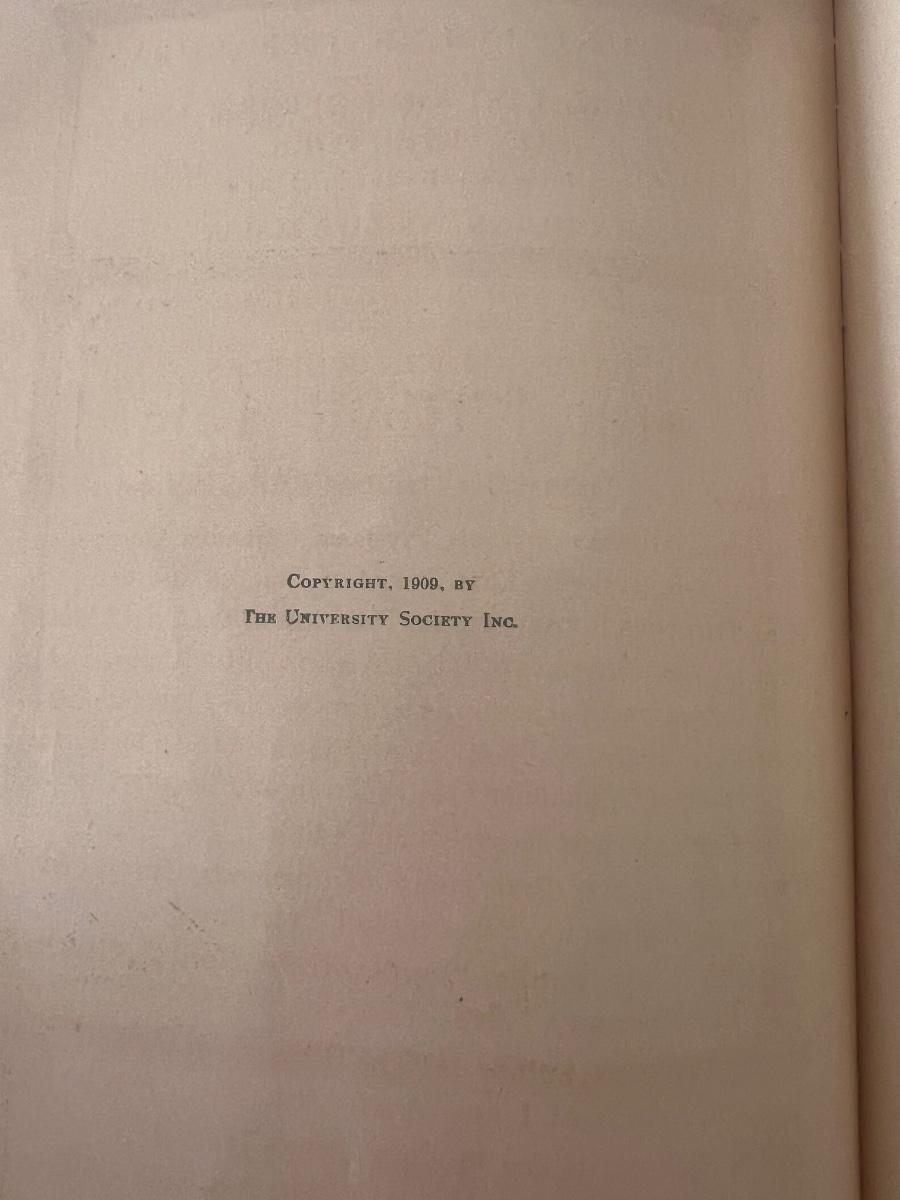 Copyright, 1909, by
The University Society Inc.